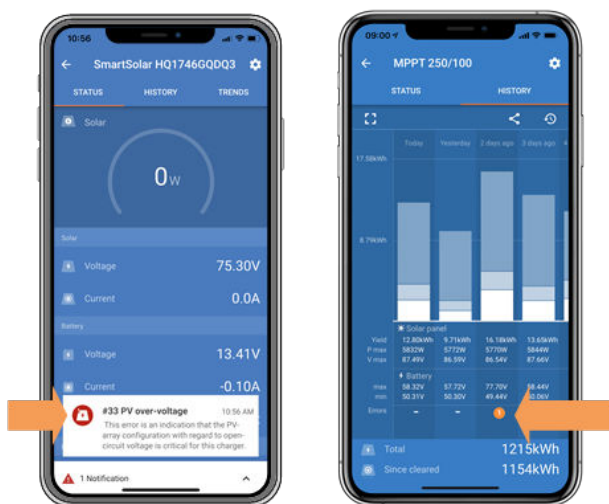 10:56
SmartSolar HQ1746GQDQ3
STATUS HISTORY TRENDS
Solar
0W
Solar
Voltage 75.30V
Current 0.0A
Battery
Voltage 13.41V
Current -0.10A
#33 PV over-voltage 10:56 AM
This error is an indication that the PV-
array configuration with regard to open-
circuit voltage is critical for this charger.
1 Notification
09:00
MPPT 250/100
STATUS HISTORY
Today Yesterday 2 days ago 3 days ago
17.58kWh
8.79kWh
Solar panel
Yield 12.80kWh 9.71kWh 16.18kWh 13.65kWh
P max 5832W 5772W 5770W 5844W
V max 87.49V 86.59V 86.54V 87.66V
Battery
max 58.32V 57.72V 77.70V 58.44V
min 50.31V 50.30V 49.44V
Errors - - 1
Total 1215kWh
Since cleared 1154kWh